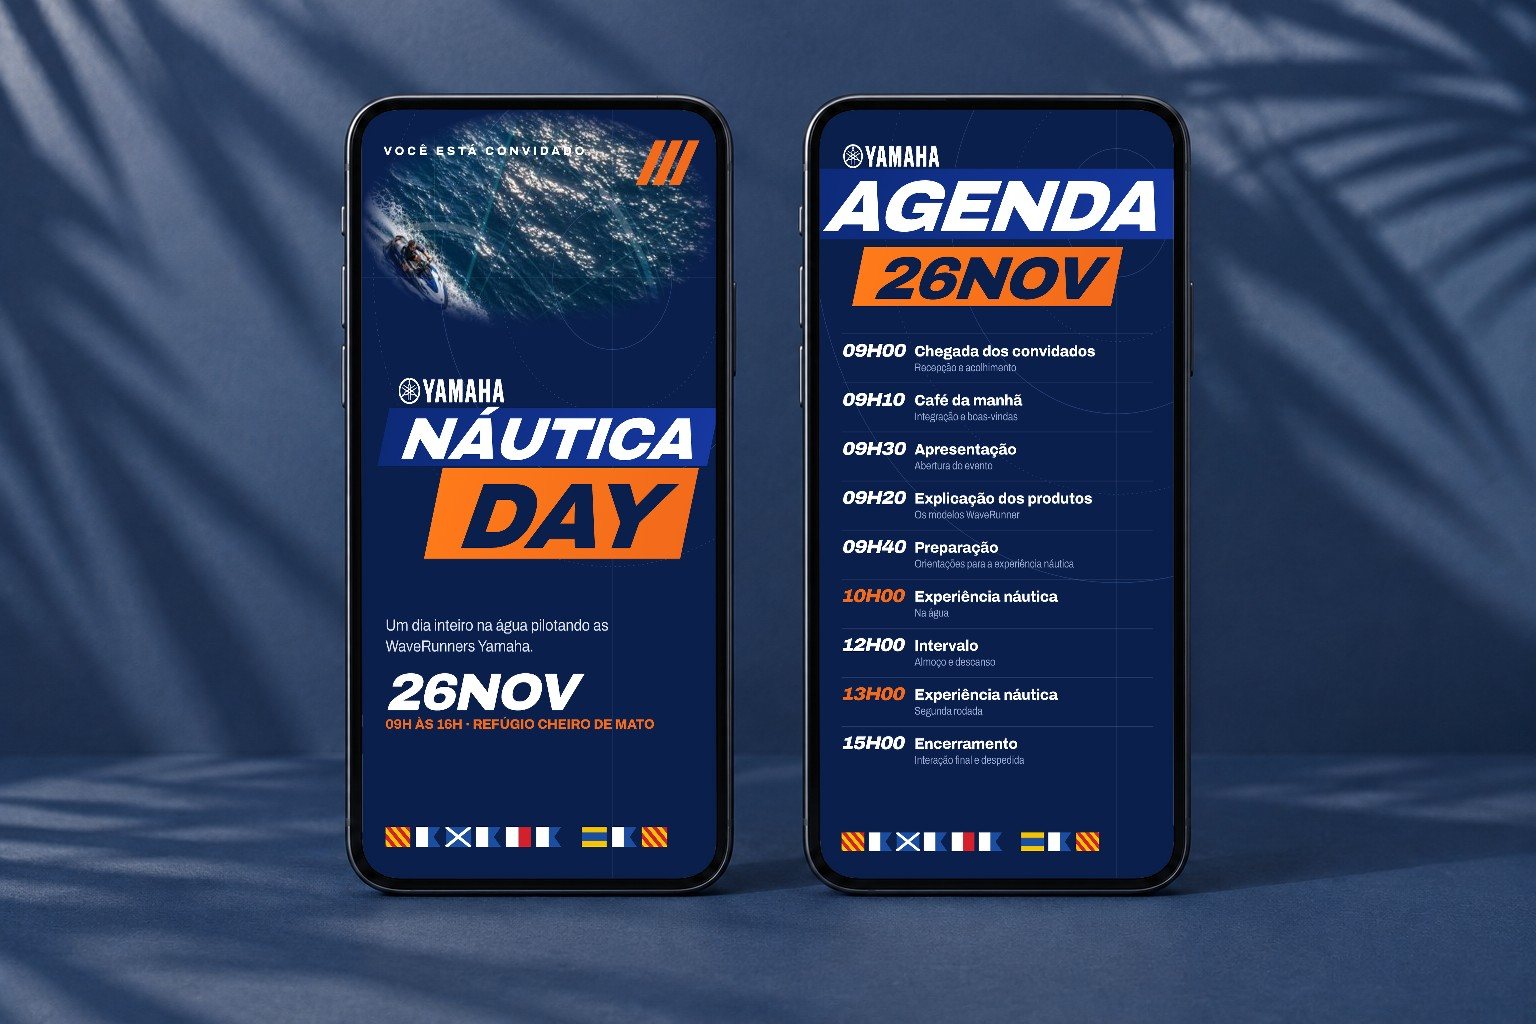 VOCÊ ESTÁ CONVIDADO
YAMAHA
NÁUTICA
DAY
Um dia inteiro na água pilotando as
WaveRunners Yamaha.
26NOV
09H ÀS 16H · REFÚGIO CHEIRO DE MATO
YAMAHA
AGENDA
26NOV
09H00 Chegada dos convidados
Recepção e acolhimento
09H10 Café da manhã
Integração e boas-vindas
09H30 Apresentação
Abertura do evento
09H20 Explicação dos produtos
Os modelos WaveRunner
09H40 Preparação
Orientações para a experiência náutica
10H00 Experiência náutica
Na água
12H00 Intervalo
Almoço e descanso
13H00 Experiência náutica
Segunda rodada
15H00 Encerramento
Interação final e despedida